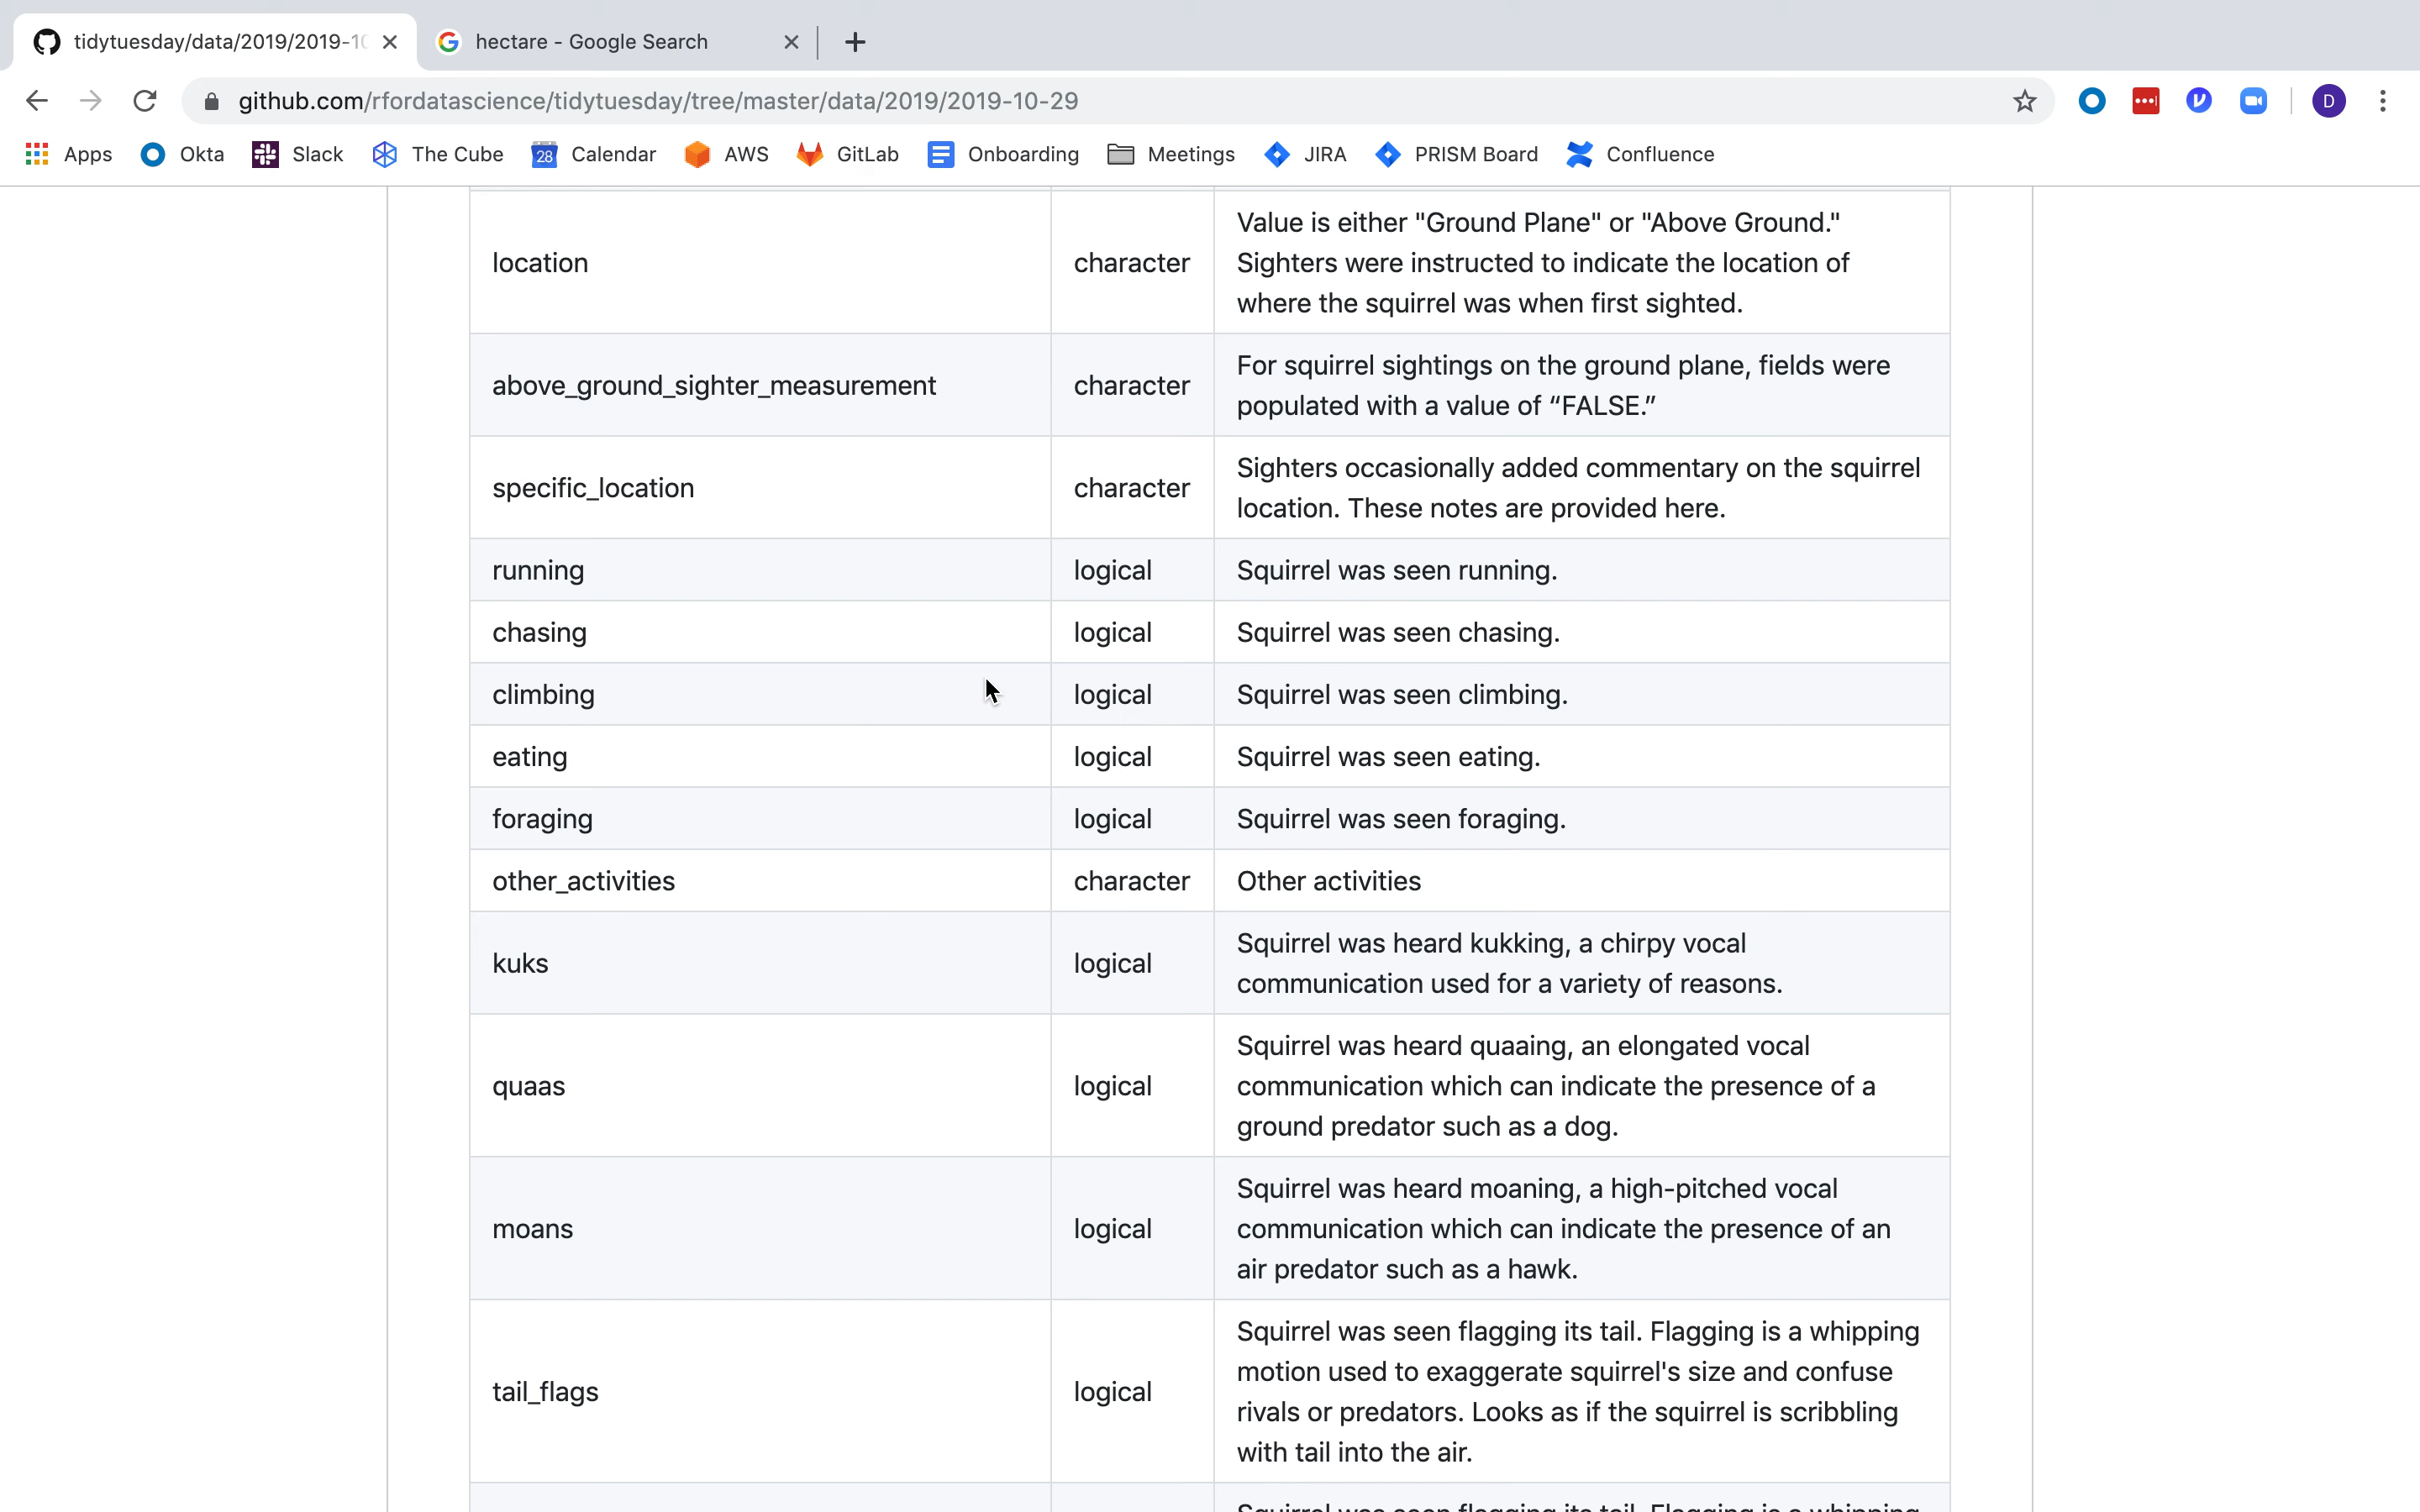 tidytuesday/data/2019/2019-10
hectare - Google Search
github.com/rfordatascience/tidytuesday/tree/master/data/2019/2019-10-29
D
Apps
Okta
Slack
The Cube
28
Calendar
AWS
GitLab
Onboarding
Meetings
JIRA
PRISM Board
Confluence
location
character
Value is either "Ground Plane" or "Above Ground."
Sighters were instructed to indicate the location of
where the squirrel was when first sighted.
above_ground_sighter_measurement
character
For squirrel sightings on the ground plane, fields were
populated with a value of “FALSE.”
specific_location
character
Sighters occasionally added commentary on the squirrel
location. These notes are provided here.
running
logical
Squirrel was seen running.
chasing
logical
Squirrel was seen chasing.
climbing
logical
Squirrel was seen climbing.
eating
logical
Squirrel was seen eating.
foraging
logical
Squirrel was seen foraging.
other_activities
character
Other activities
kuks
logical
Squirrel was heard kukking, a chirpy vocal
communication used for a variety of reasons.
quaas
logical
Squirrel was heard quaaing, an elongated vocal
communication which can indicate the presence of a
ground predator such as a dog.
moans
logical
Squirrel was heard moaning, a high-pitched vocal
communication which can indicate the presence of an
air predator such as a hawk.
tail_flags
logical
Squirrel was seen flagging its tail. Flagging is a whipping
motion used to exaggerate squirrel's size and confuse
rivals or predators. Looks as if the squirrel is scribbling
with tail into the air.
Squirrel was seen flagging its tail. Flagging is a whipping